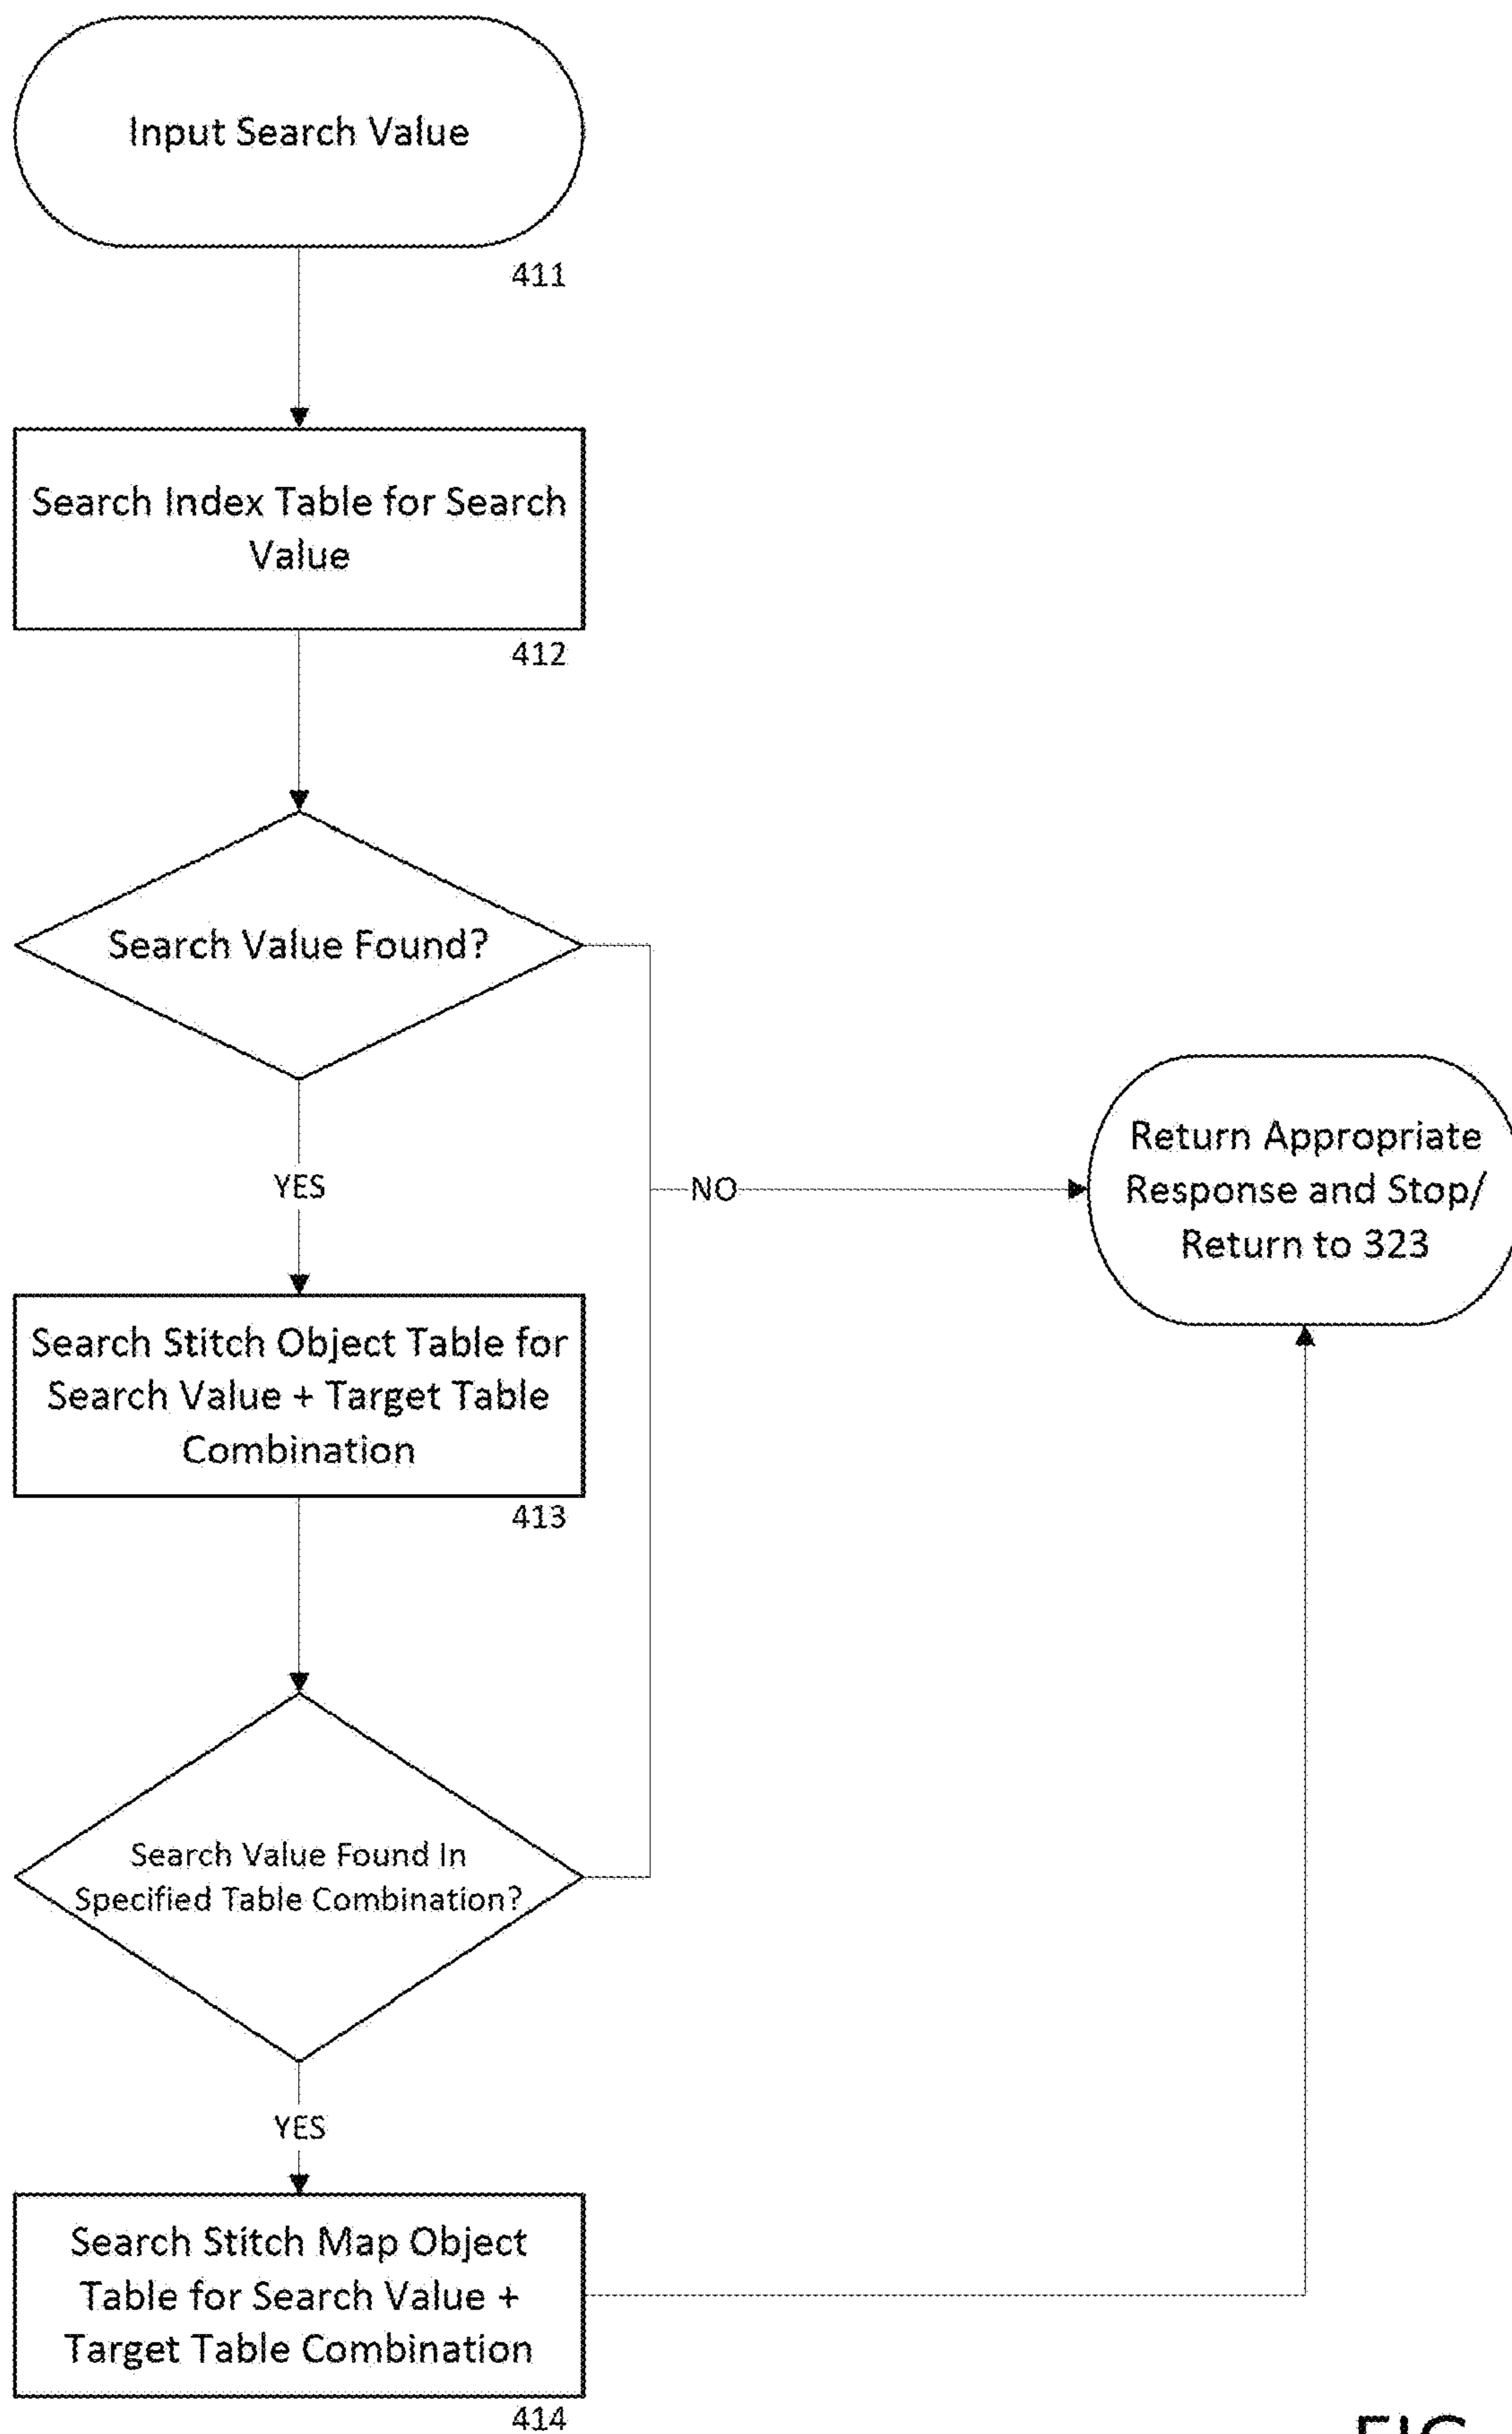 Input Search Value
411
Search Index Table for Search
Value
412
Search Value Found?
YES
NO
Return Appropriate
Response and Stop/
Return to 323
Search Stitch Object Table for
Search Value + Target Table
Combination
413
Search Value Found In
Specified Table Combination?
YES
Search Stitch Map Object
Table for Search Value +
Target Table Combination
414